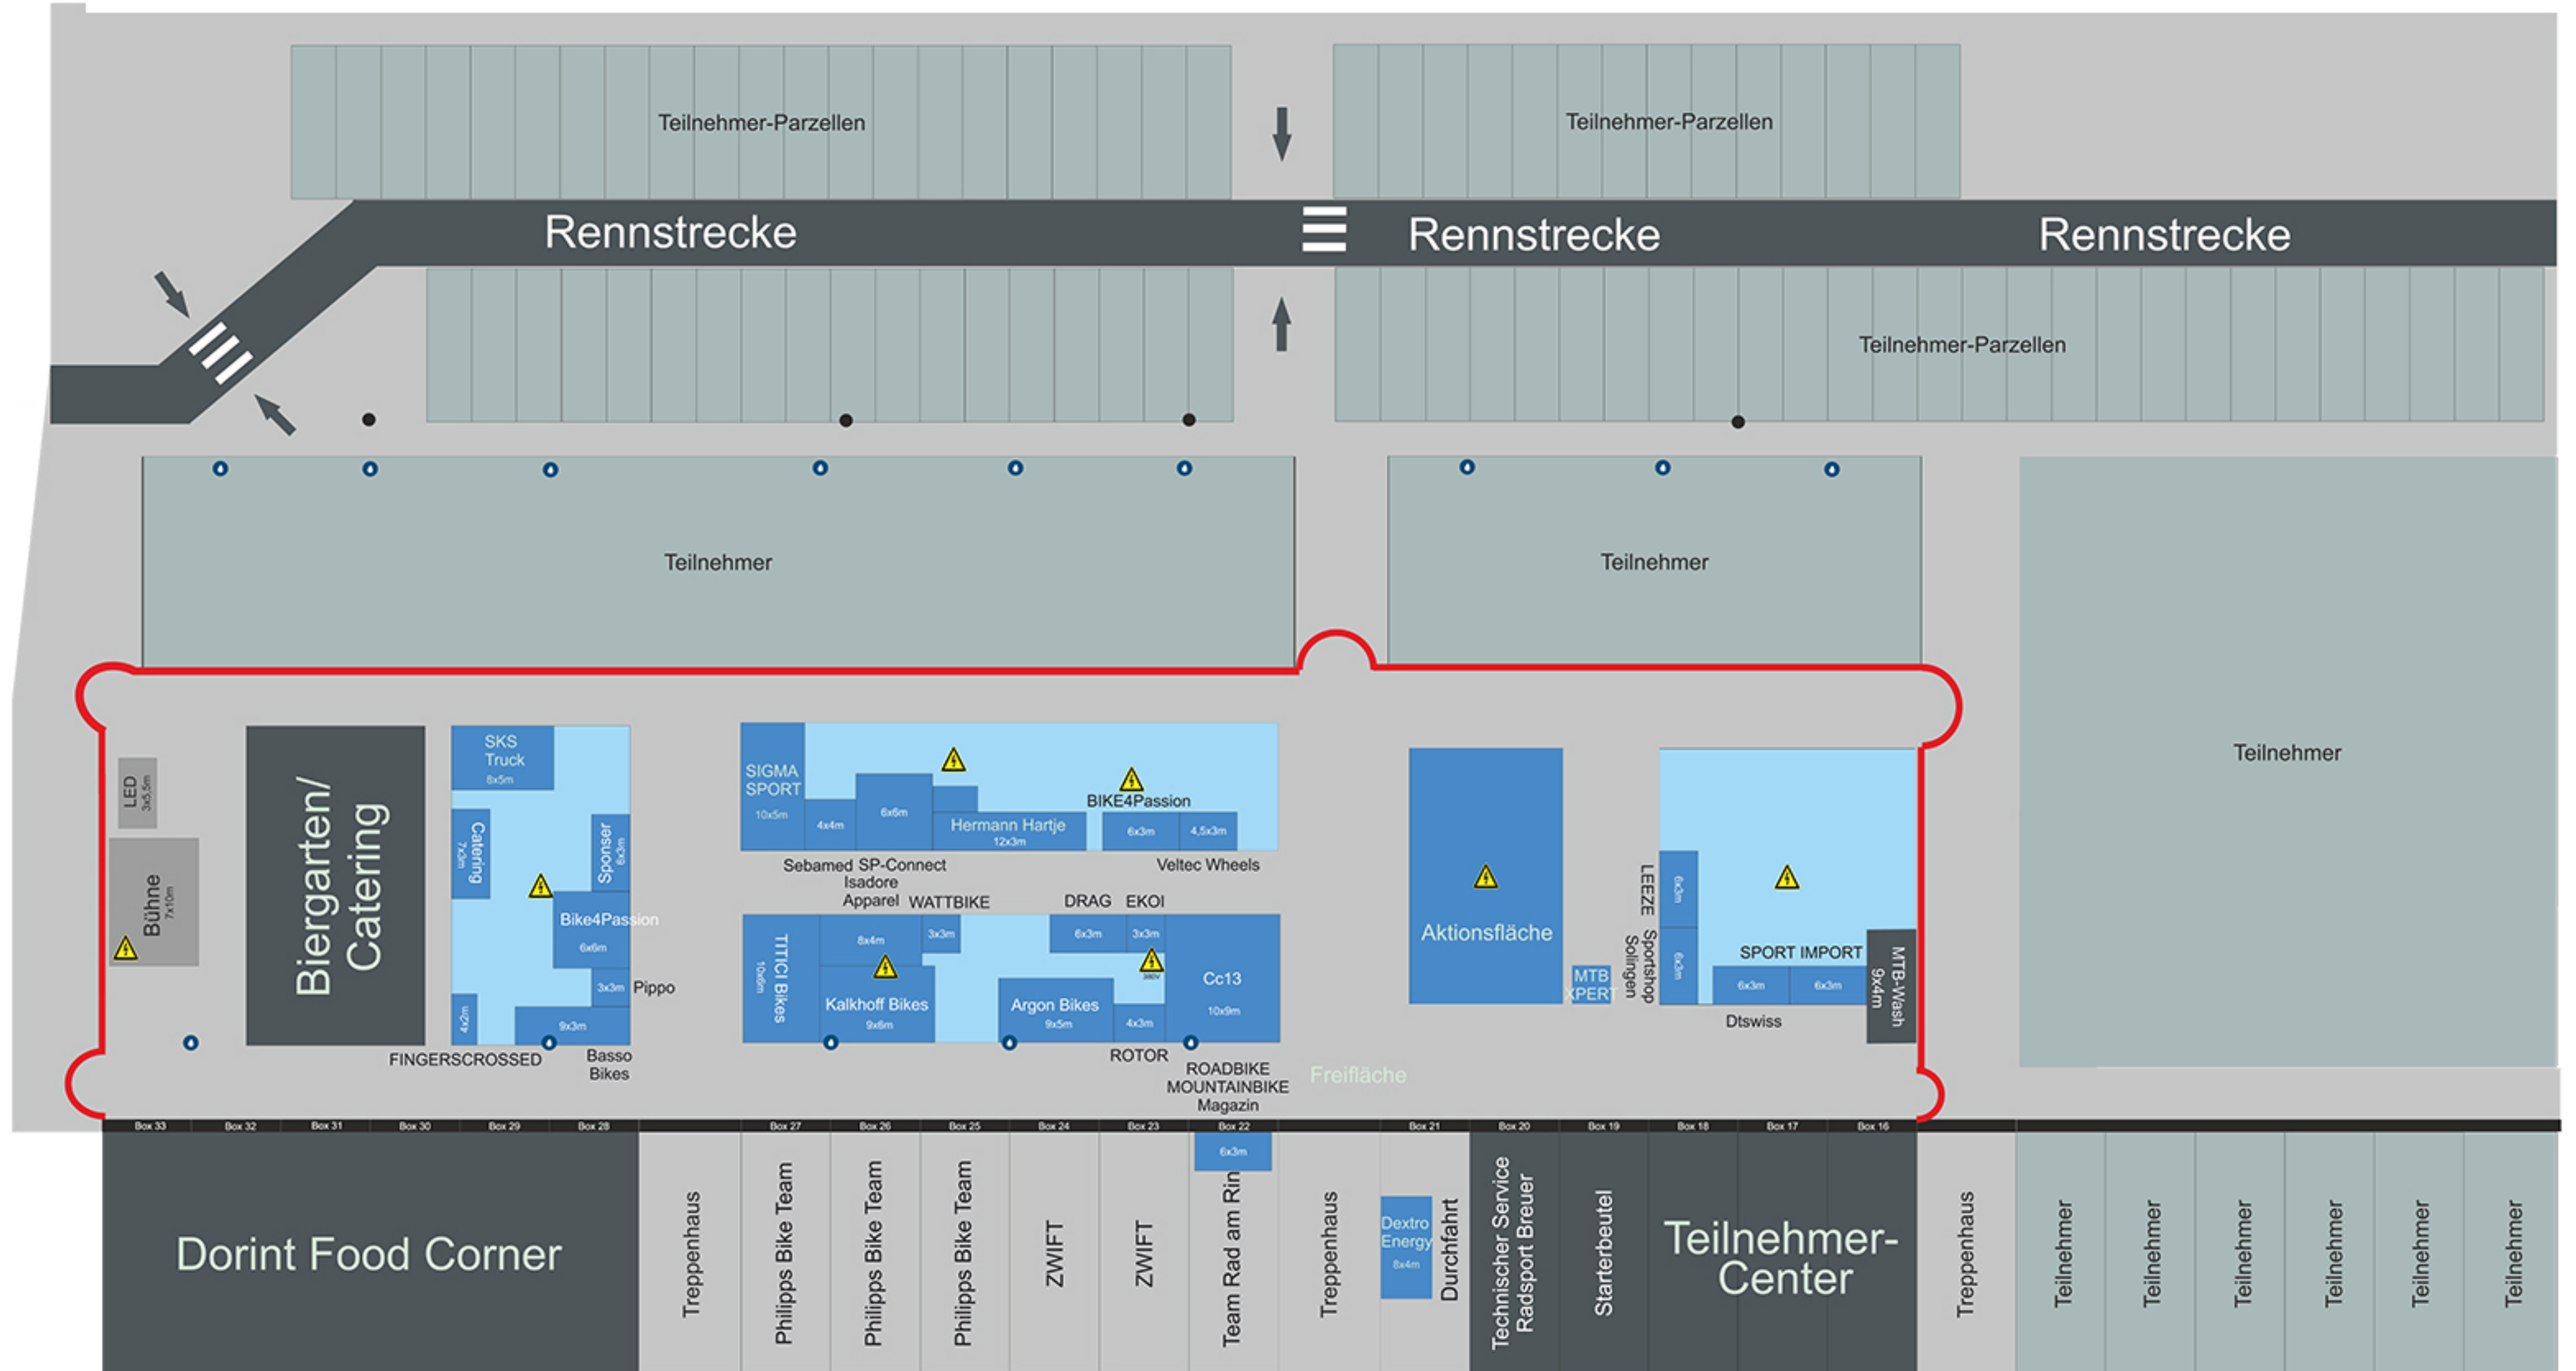 Teilnehmer-Parzellen
Teilnehmer-Parzellen
Rennstrecke
Rennstrecke
Rennstrecke
Teilnehmer-Parzellen
Teilnehmer
Teilnehmer
Teilnehmer
LED
3x5,5m
Bühne
7x10m
Biergarten/
Catering
SKS
Truck
8x5m
Catering
7x3m
Sponser
6x3m
Bike4Passion
6x6m
3x3m
Pippo
4x2m
9x3m
FINGERSCROSSED
Basso
Bikes
SIGMA
SPORT
10x5m
4x4m
6x6m
Hermann Hartje
12x3m
BIKE4Passion
6x3m
4,5x3m
Sebamed SP-Connect
Isadore
Apparel
Veltec Wheels
WATTBIKE
DRAG
EKOI
TITICI Bikes
10x6m
8x4m
3x3m
Kalkhoff Bikes
9x6m
6x3m
3x3m
380V
Argon Bikes
9x5m
4x3m
Cc13
10x9m
ROTOR
ROADBIKE
MOUNTAINBIKE
Magazin
Freifläche
Aktionsfläche
MTB
XPERT
LEEZE
Sportshop
Solingen
6x3m
6x3m
SPORT IMPORT
6x3m
6x3m
Dtswiss
MTB-Wash
9x4m
Box 33
Box 32
Box 31
Box 30
Box 29
Box 28
Box 27
Box 26
Box 25
Box 24
Box 23
Box 22
Box 21
Box 20
Box 19
Box 18
Box 17
Box 16
Dorint Food Corner
Treppenhaus
Philipps Bike Team
Philipps Bike Team
Philipps Bike Team
ZWIFT
ZWIFT
6x3m
Team Rad am Rin
Treppenhaus
Dextro
Energy
8x4m
Durchfahrt
Technischer Service
Radsport Breuer
Starterbeutel
Teilnehmer-
Center
Treppenhaus
Teilnehmer
Teilnehmer
Teilnehmer
Teilnehmer
Teilnehmer
Teilnehmer